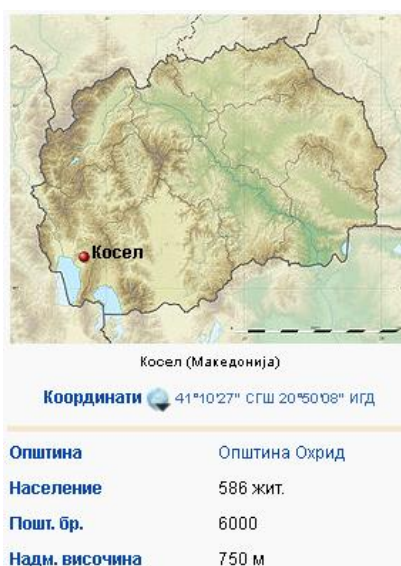 Косел
Косел (Македонија)
Координати 41°10′27″ СГШ 20°50′08″ ИГД
Општина Општина Охрид
Население 586 жит.
Пошт. бр. 6000
Надм. височина 750 м